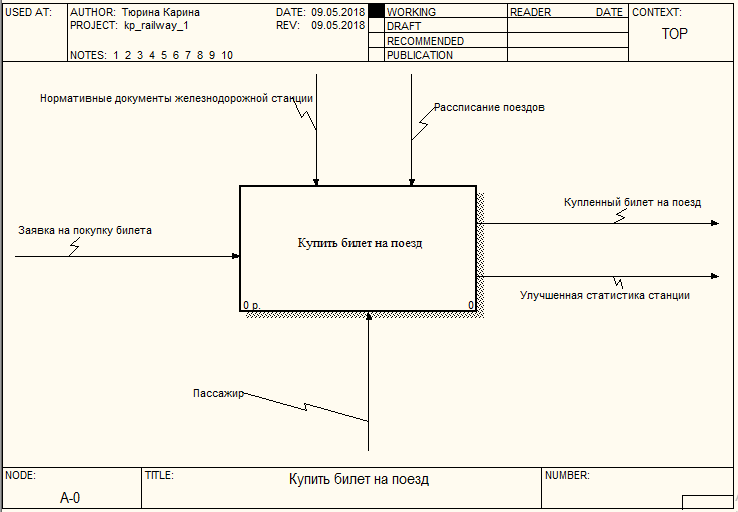 USED AT:
AUTHOR: Тюрина Карина
DATE: 09.05.2018
PROJECT: kp_railway_1
REV: 09.05.2018
NOTES: 1 2 3 4 5 6 7 8 9 10
WORKING
DRAFT
RECOMMENDED
PUBLICATION
READER
DATE
CONTEXT:
TOP
Нормативные документы железнодорожной станции
Рассписание поездов
Купленный билет на поезд
Заявка на покупку билета
Купить билет на поезд
Улучшенная статистика станции
0 р.
0
Пассажир
NODE:
A-0
TITLE:
Купить билет на поезд
NUMBER: